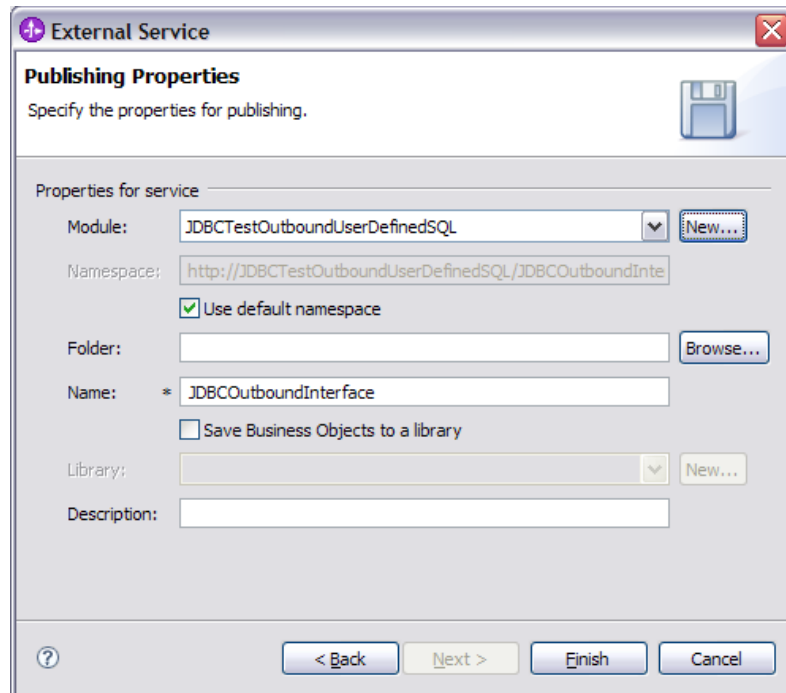 External Service
Publishing Properties
Specify the properties for publishing.
Properties for service
Module: JDBCTestOutboundUserDefinedSQL New...
Namespace: http://JDBCTestOutboundUserDefinedSQL/JDBCOutboundInte
Use default namespace
Folder: Browse...
Name: * JDBCOutboundInterface
Save Business Objects to a library
Library: New...
Description:
? < Back Next > Finish Cancel